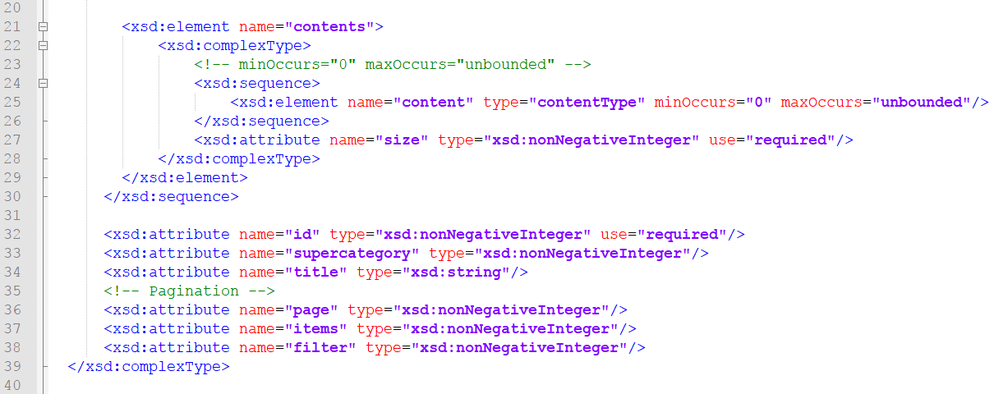 20
21 <xsd:element name="contents">
22 <xsd:complexType>
23 <!-- minOccurs="0" maxOccurs="unbounded" -->
24 <xsd:sequence>
25 <xsd:element name="content" type="contentType" minOccurs="0" maxOccurs="unbounded"/>
26 </xsd:sequence>
27 <xsd:attribute name="size" type="xsd:nonNegativeInteger" use="required"/>
28 </xsd:complexType>
29 </xsd:element>
30 </xsd:sequence>
31
32 <xsd:attribute name="id" type="xsd:nonNegativeInteger" use="required"/>
33 <xsd:attribute name="supercategory" type="xsd:nonNegativeInteger"/>
34 <xsd:attribute name="title" type="xsd:string"/>
35 <!-- Pagination -->
36 <xsd:attribute name="page" type="xsd:nonNegativeInteger"/>
37 <xsd:attribute name="items" type="xsd:nonNegativeInteger"/>
38 <xsd:attribute name="filter" type="xsd:nonNegativeInteger"/>
39 </xsd:complexType>
40